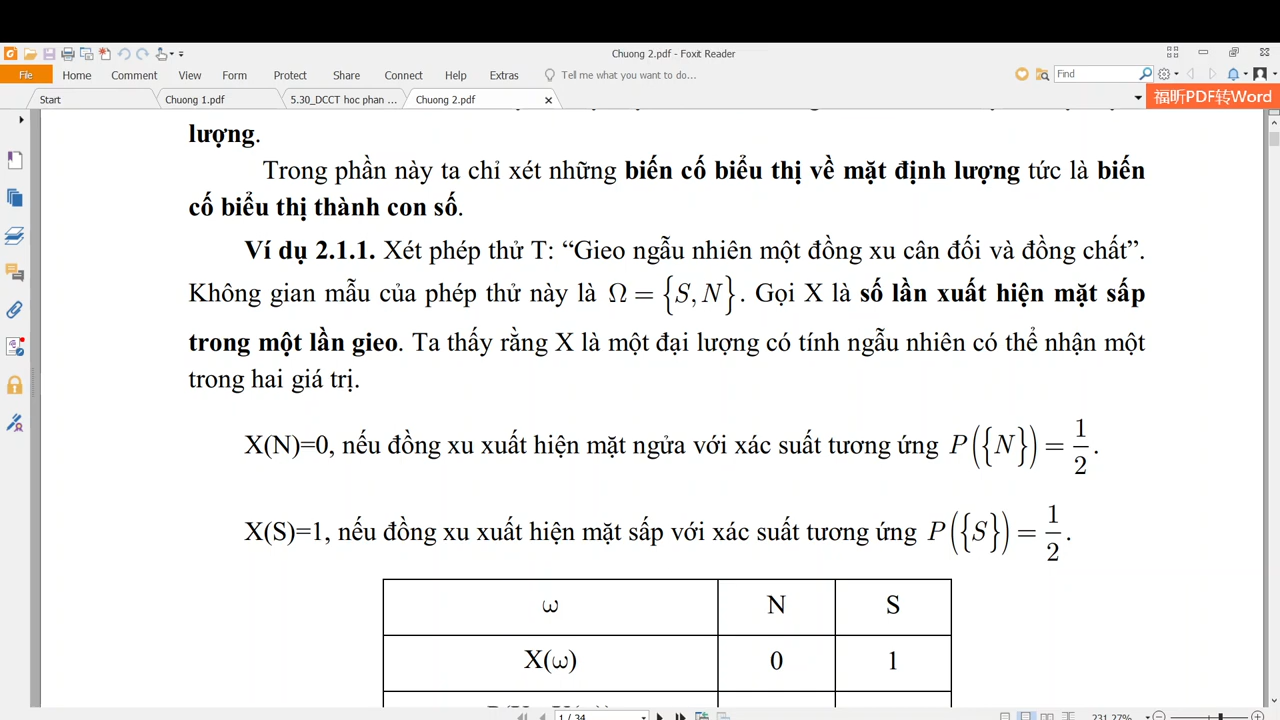 Chuong 2.pdf - Foxit Reader
File Home Comment View Form Protect Share Connect Help Extras Tell me what you want to do... Find
Start Chuong 1.pdf 5.30_DCCT hoc phan ... Chuong 2.pdf
福昕PDF转Word
lượng.
Trong phần này ta chỉ xét những biến cố biểu thị về mặt định lượng tức là biến
cố biểu thị thành con số.
Ví dụ 2.1.1. Xét phép thử T: “Gieo ngẫu nhiên một đồng xu cân đối và đồng chất”.
Không gian mẫu của phép thử này là Ω = {S, N}. Gọi X là số lần xuất hiện mặt sấp
trong một lần gieo. Ta thấy rằng X là một đại lượng có tính ngẫu nhiên có thể nhận một
trong hai giá trị.
X(N)=0, nếu đồng xu xuất hiện mặt ngửa với xác suất tương ứng P({N}) = 1/2.
X(S)=1, nếu đồng xu xuất hiện mặt sấp với xác suất tương ứng P({S}) = 1/2.
ω N S
X(ω) 0 1
1 / 34 231.27%